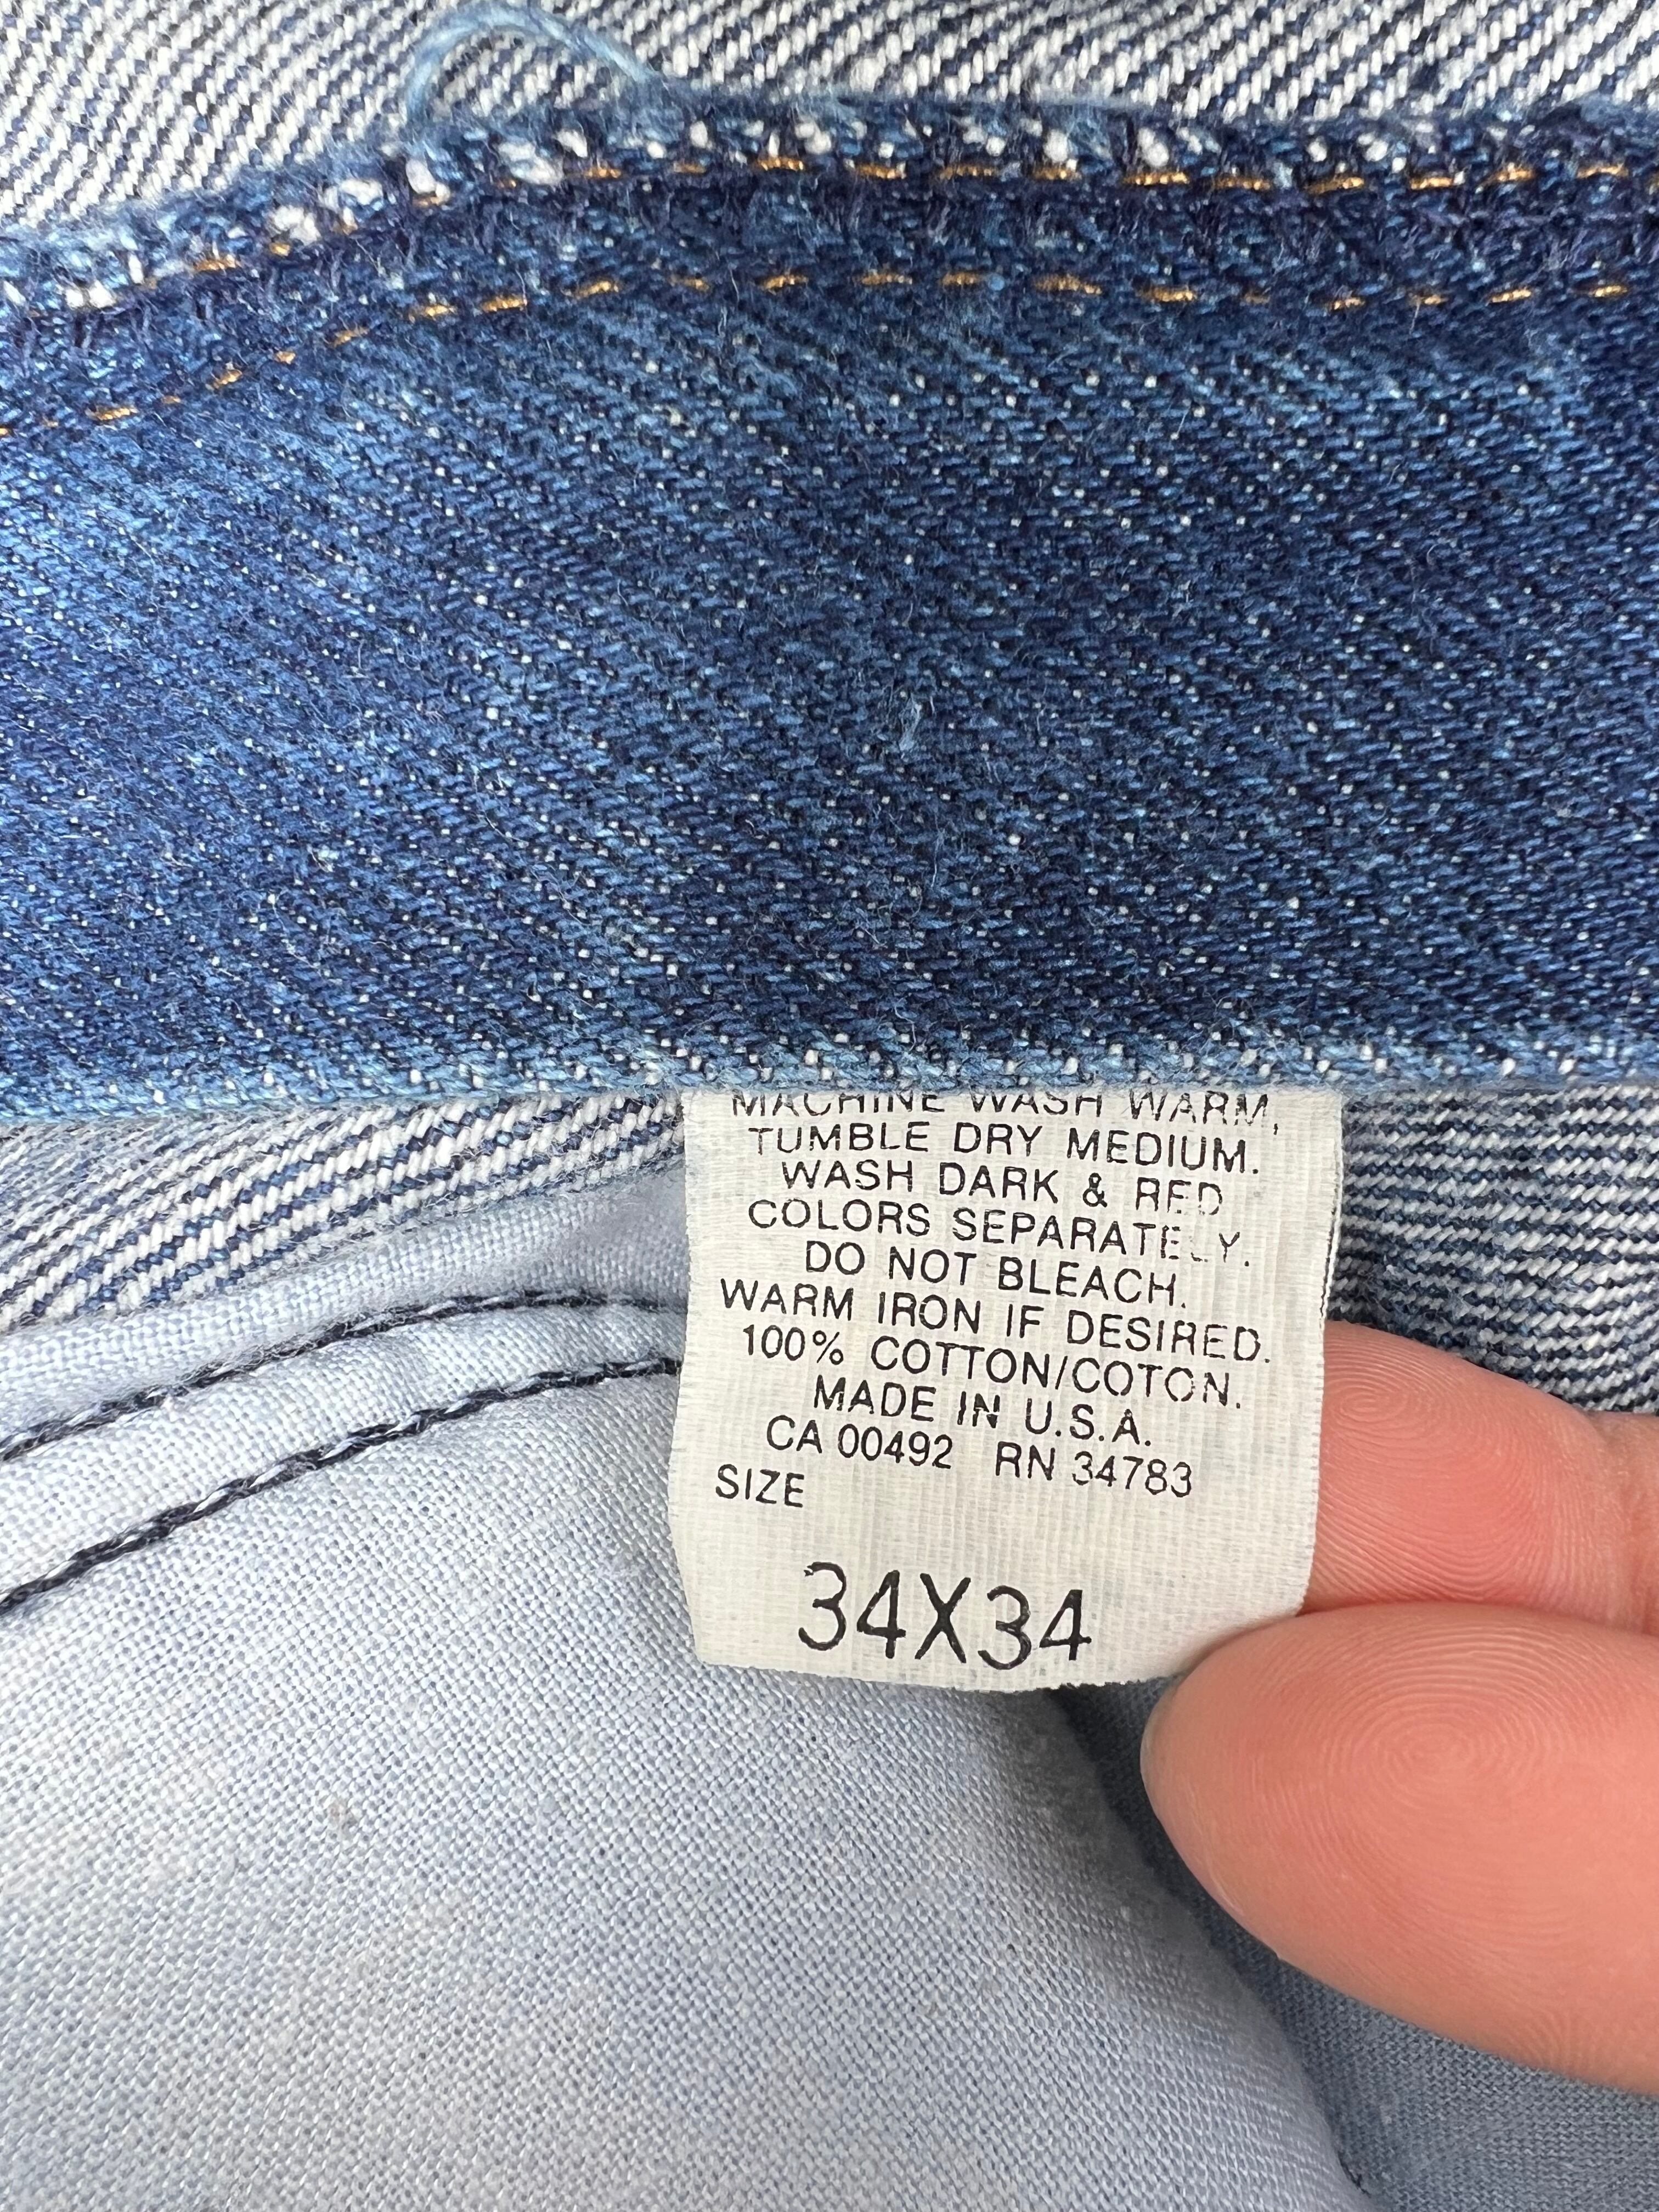 MACHINE WASH WARM,
TUMBLE DRY MEDIUM.
WASH DARK & RED
COLORS SEPARATELY.
DO NOT BLEACH.
WARM IRON IF DESIRED.
100% COTTON/COTON.
MADE IN U.S.A.
CA 00492 RN 34783
SIZE
34X34